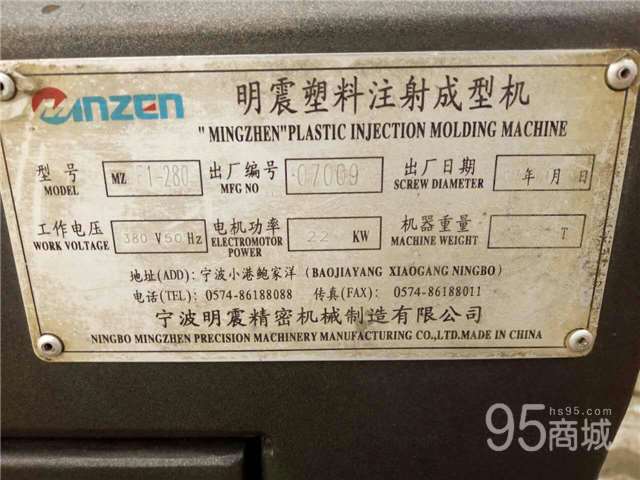 MINZEN
明震塑料注射成型机
"MINGZHEN"PLASTIC INJECTION MOLDING MACHINE
型号 MZ 1-280 出厂编号 07009 出厂日期 年 月 日
MODEL MFG NO SCREW DIAMETER
工作电压 380 V 50 Hz 电机功率 22 KW 机器重量 T
WORK VOLTAGE ELECTROMOTOR POWER MACHINE WEIGHT
地址(ADD): 宁波小港鲍家洋 (BAOJIAYANG XIAOGANG NINGBO)
电话(TEL): 0574-86188088 传真(FAX): 0574-86188011
宁波明震精密机械制造有限公司
NINGBO MINGZHEN PRECISION MACHINERY MANUFACTURING CO.,LTD.MADE IN CHINA
hs95.com
95商城